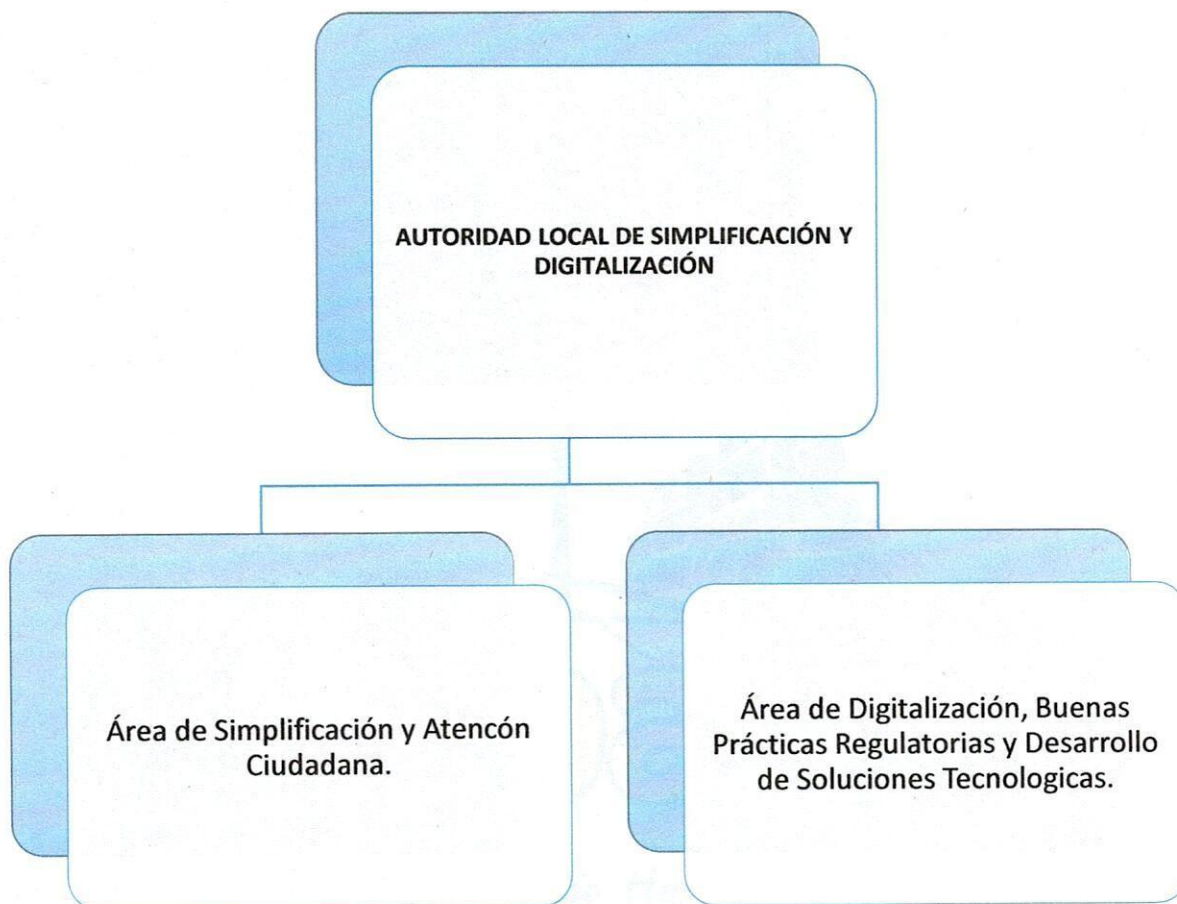 AUTORIDAD LOCAL DE SIMPLIFICACIÓN Y
DIGITALIZACIÓN
Área de Simplificación y Atencón
Ciudadana.
Área de Digitalización, Buenas
Prácticas Regulatorias y Desarrollo
de Soluciones Tecnologicas.